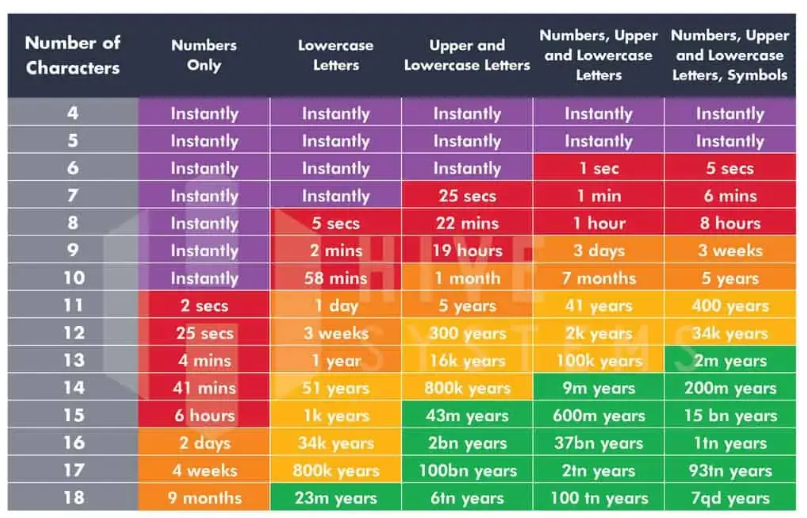 Number of Characters | Numbers Only | Lowercase Letters | Upper and Lowercase Letters | Numbers, Upper and Lowercase Letters | Numbers, Upper and Lowercase Letters, Symbols
4 Instantly Instantly Instantly Instantly Instantly
5 Instantly Instantly Instantly Instantly Instantly
6 Instantly Instantly Instantly 1 sec 5 secs
7 Instantly Instantly 25 secs 1 min 6 mins
8 Instantly 5 secs 22 mins 1 hour 8 hours
9 Instantly 2 mins 19 hours 3 days 3 weeks
10 Instantly 58 mins 1 month 7 months 5 years
11 2 secs 1 day 5 years 41 years 400 years
12 25 secs 3 weeks 300 years 2k years 34k years
13 4 mins 1 year 16k years 100k years 2m years
14 41 mins 51 years 800k years 9m years 200m years
15 6 hours 1k years 43m years 600m years 15 bn years
16 2 days 34k years 2bn years 37bn years 1tn years
17 4 weeks 800k years 100bn years 2tn years 93tn years
18 9 months 23m years 6tn years 100 tn years 7qd years
HIVE
SYSTEMS